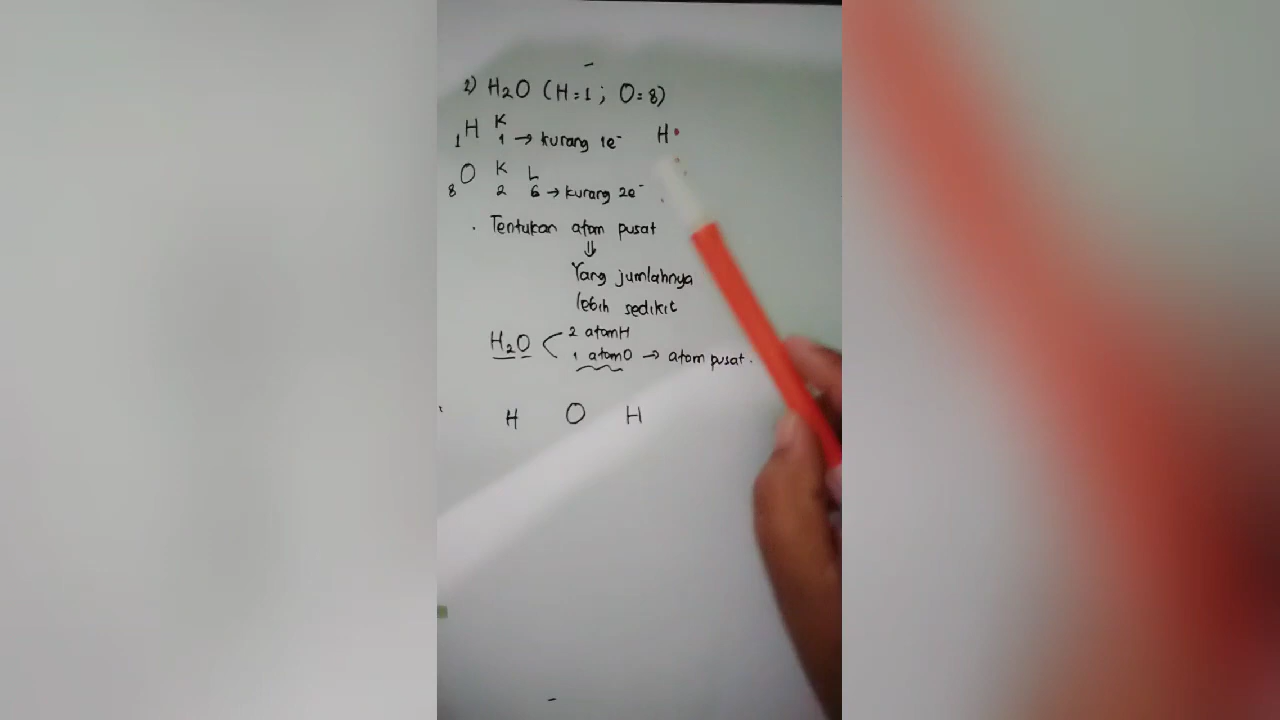 2) H₂O (H=1 ; O=8)
₁H K
1 → kurang 1e⁻ H•
₈O K L
2 6 → kurang 2e⁻
. Tentukan atom pusat
⇓
Yang jumlahnya
lebih sedikit
H₂O < 2 atom H
1 atom O → atom pusat.
H O H